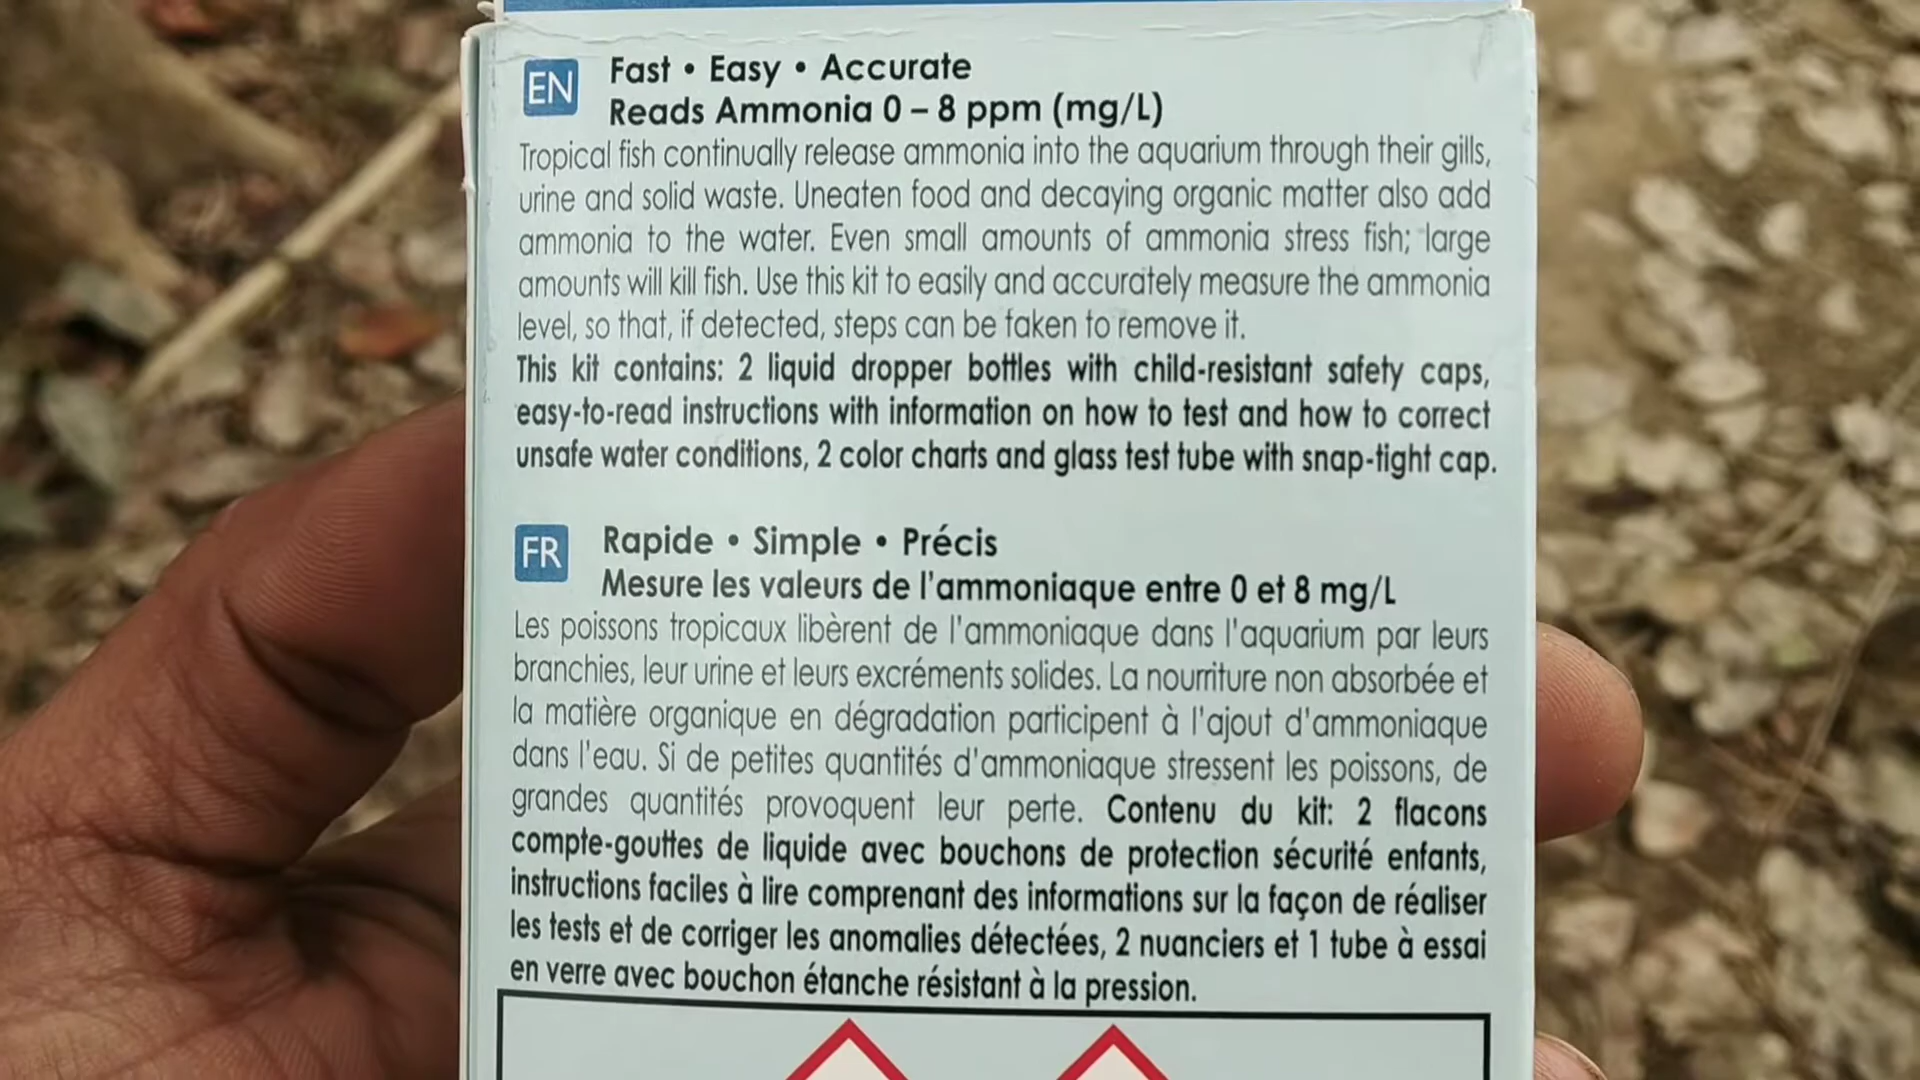 EN
Fast • Easy • Accurate
Reads Ammonia 0 – 8 ppm (mg/L)
Tropical fish continually release ammonia into the aquarium through their gills,
urine and solid waste. Uneaten food and decaying organic matter also add
ammonia to the water. Even small amounts of ammonia stress fish; large
amounts will kill fish. Use this kit to easily and accurately measure the ammonia
level, so that, if detected, steps can be taken to remove it.
This kit contains: 2 liquid dropper bottles with child-resistant safety caps,
easy-to-read instructions with information on how to test and how to correct
unsafe water conditions, 2 color charts and glass test tube with snap-tight cap.
FR
Rapide • Simple • Précis
Mesure les valeurs de l'ammoniaque entre 0 et 8 mg/L
Les poissons tropicaux libèrent de l'ammoniaque dans l'aquarium par leurs
branchies, leur urine et leurs excréments solides. La nourriture non absorbée et
la matière organique en dégradation participent à l'ajout d'ammoniaque
dans l'eau. Si de petites quantités d'ammoniaque stressent les poissons, de
grandes quantités provoquent leur perte. Contenu du kit: 2 flacons
compte-gouttes de liquide avec bouchons de protection sécurité enfants,
instructions faciles à lire comprenant des informations sur la façon de réaliser
les tests et de corriger les anomalies détectées, 2 nuanciers et 1 tube à essai
en verre avec bouchon étanche résistant à la pression.